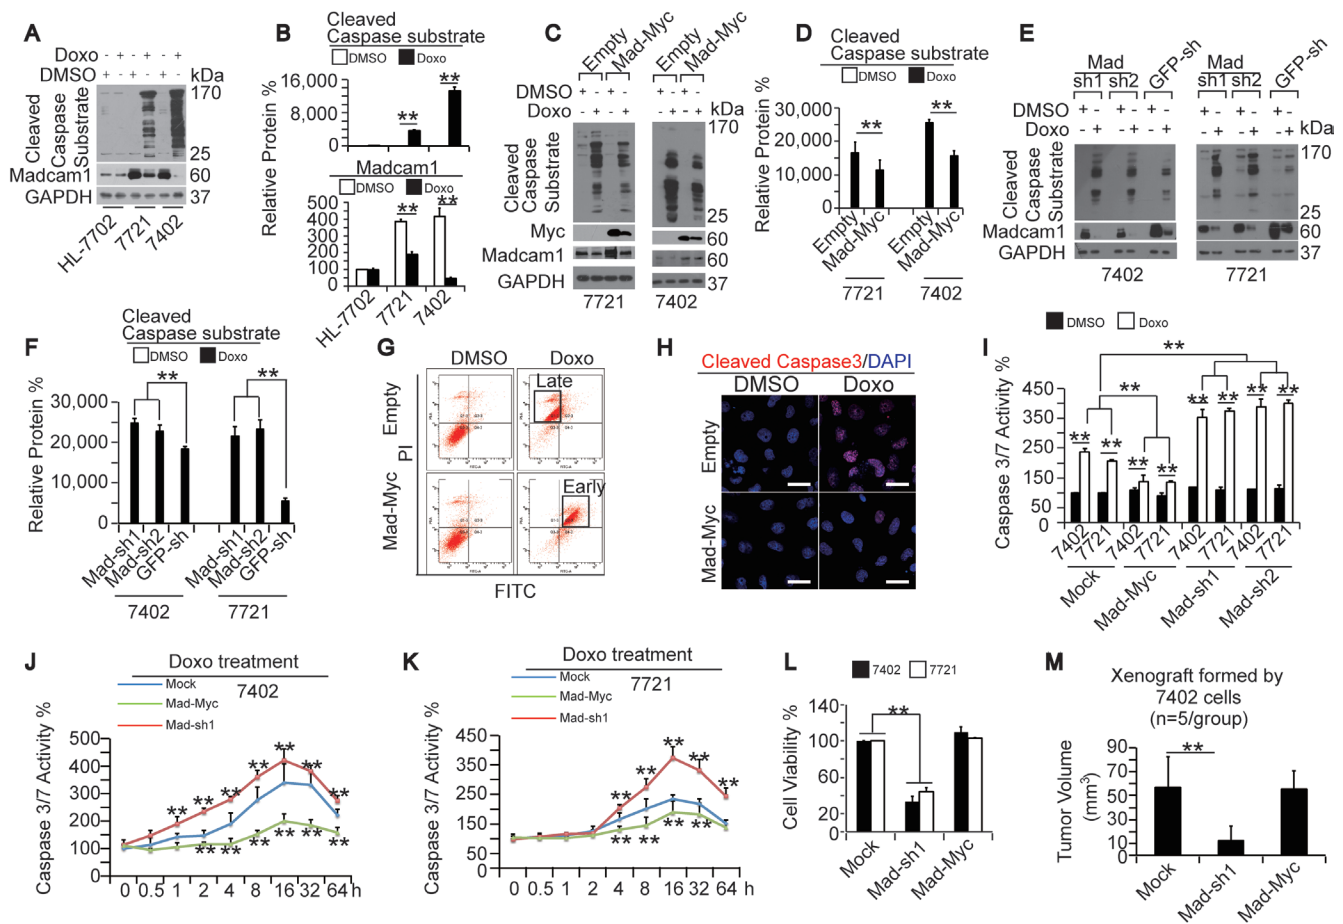 A
Doxo - + - + - +
DMSO + - + - + - kDa
Cleaved
Caspase
Substrate
170
25
Madcam1 60
GAPDH 37
HL-7702
7721
7402
B
Cleaved
Caspase substrate
DMSO Doxo
Relative Protein %
16,000
8,000
0
**
**
Madcam1
DMSO Doxo
500
400
300
200
100
0
**
**
HL-7702
7721
7402
C
Empty
Mad-Myc
Empty
Mad-Myc
DMSO + - + - + - + -
Doxo - + - + - + - + kDa
Cleaved
Caspase
Substrate
170
25
Myc 60
Madcam1 60
GAPDH 37
7721 7402
D
Cleaved
Caspase substrate
DMSO Doxo
Relative Protein %
30,000
20,000
10,000
0
**
**
Empty
Mad-Myc
Empty
Mad-Myc
7721 7402
E
Mad
sh1 sh2
GFP-sh
Mad
sh1 sh2
GFP-sh
DMSO + - + - + - + - + - + -
Doxo - + - + - + - + - + - + kDa
Cleaved
Caspase
Substrate
170
25
Madcam1 60
GAPDH 37
7402 7721
F
Cleaved
Caspase substrate
DMSO Doxo
Relative Protein %
30,000
20,000
10,000
0
**
**
Mad-sh1
Mad-sh2
GFP-sh
Mad-sh1
Mad-sh2
GFP-sh
7402 7721
G
DMSO Doxo
Empty
Mad-Myc
PI
Late
Early
FITC
H
Cleaved Caspase3/DAPI
DMSO Doxo
Empty
Mad-Myc
I
DMSO Doxo
Caspase 3/7 Activity %
450
350
250
150
50
0
**
**
** ** ** **
** ** ** **
7402
7721
7402
7721
7402
7721
7402
7721
Mock
Mad-Myc
Mad-sh1
Mad-sh2
J
Doxo treatment
7402
Mock
Mad-Myc
Mad-sh1
Caspase 3/7 Activity %
500
400
300
200
100
0
** ** ** ** ** ** **
** ** ** ** ** **
0 0.5 1 2 4 8 16 32 64 h
K
Doxo treatment
7721
Mock
Mad-Myc
Mad-sh1
Caspase 3/7 Activity %
450
350
250
150
50
** ** ** ** **
** ** ** **
0 0.5 1 2 4 8 16 32 64 h
L
7402 7721
Cell Viability %
120
100
80
60
40
20
0
**
Mock
Mad-sh1
Mad-Myc
M
Xenograft formed by
7402 cells
(n=5/group)
Tumor Volume
(mm3)
90
70
50
30
10
0
**
Mock
Mad-sh1
Mad-Myc